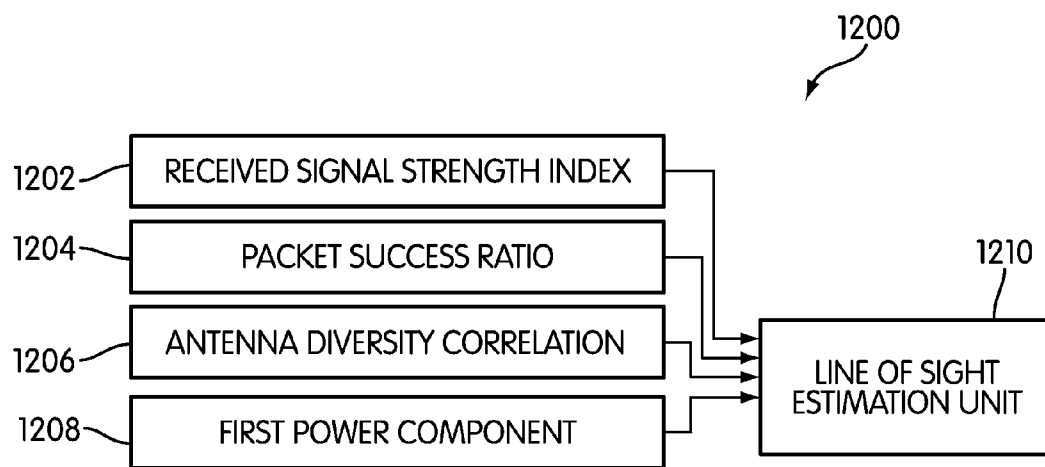 1200
1202
RECEIVED SIGNAL STRENGTH INDEX
1204
PACKET SUCCESS RATIO
1210
1206
ANTENNA DIVERSITY CORRELATION
LINE OF SIGHT
ESTIMATION UNIT
1208
FIRST POWER COMPONENT